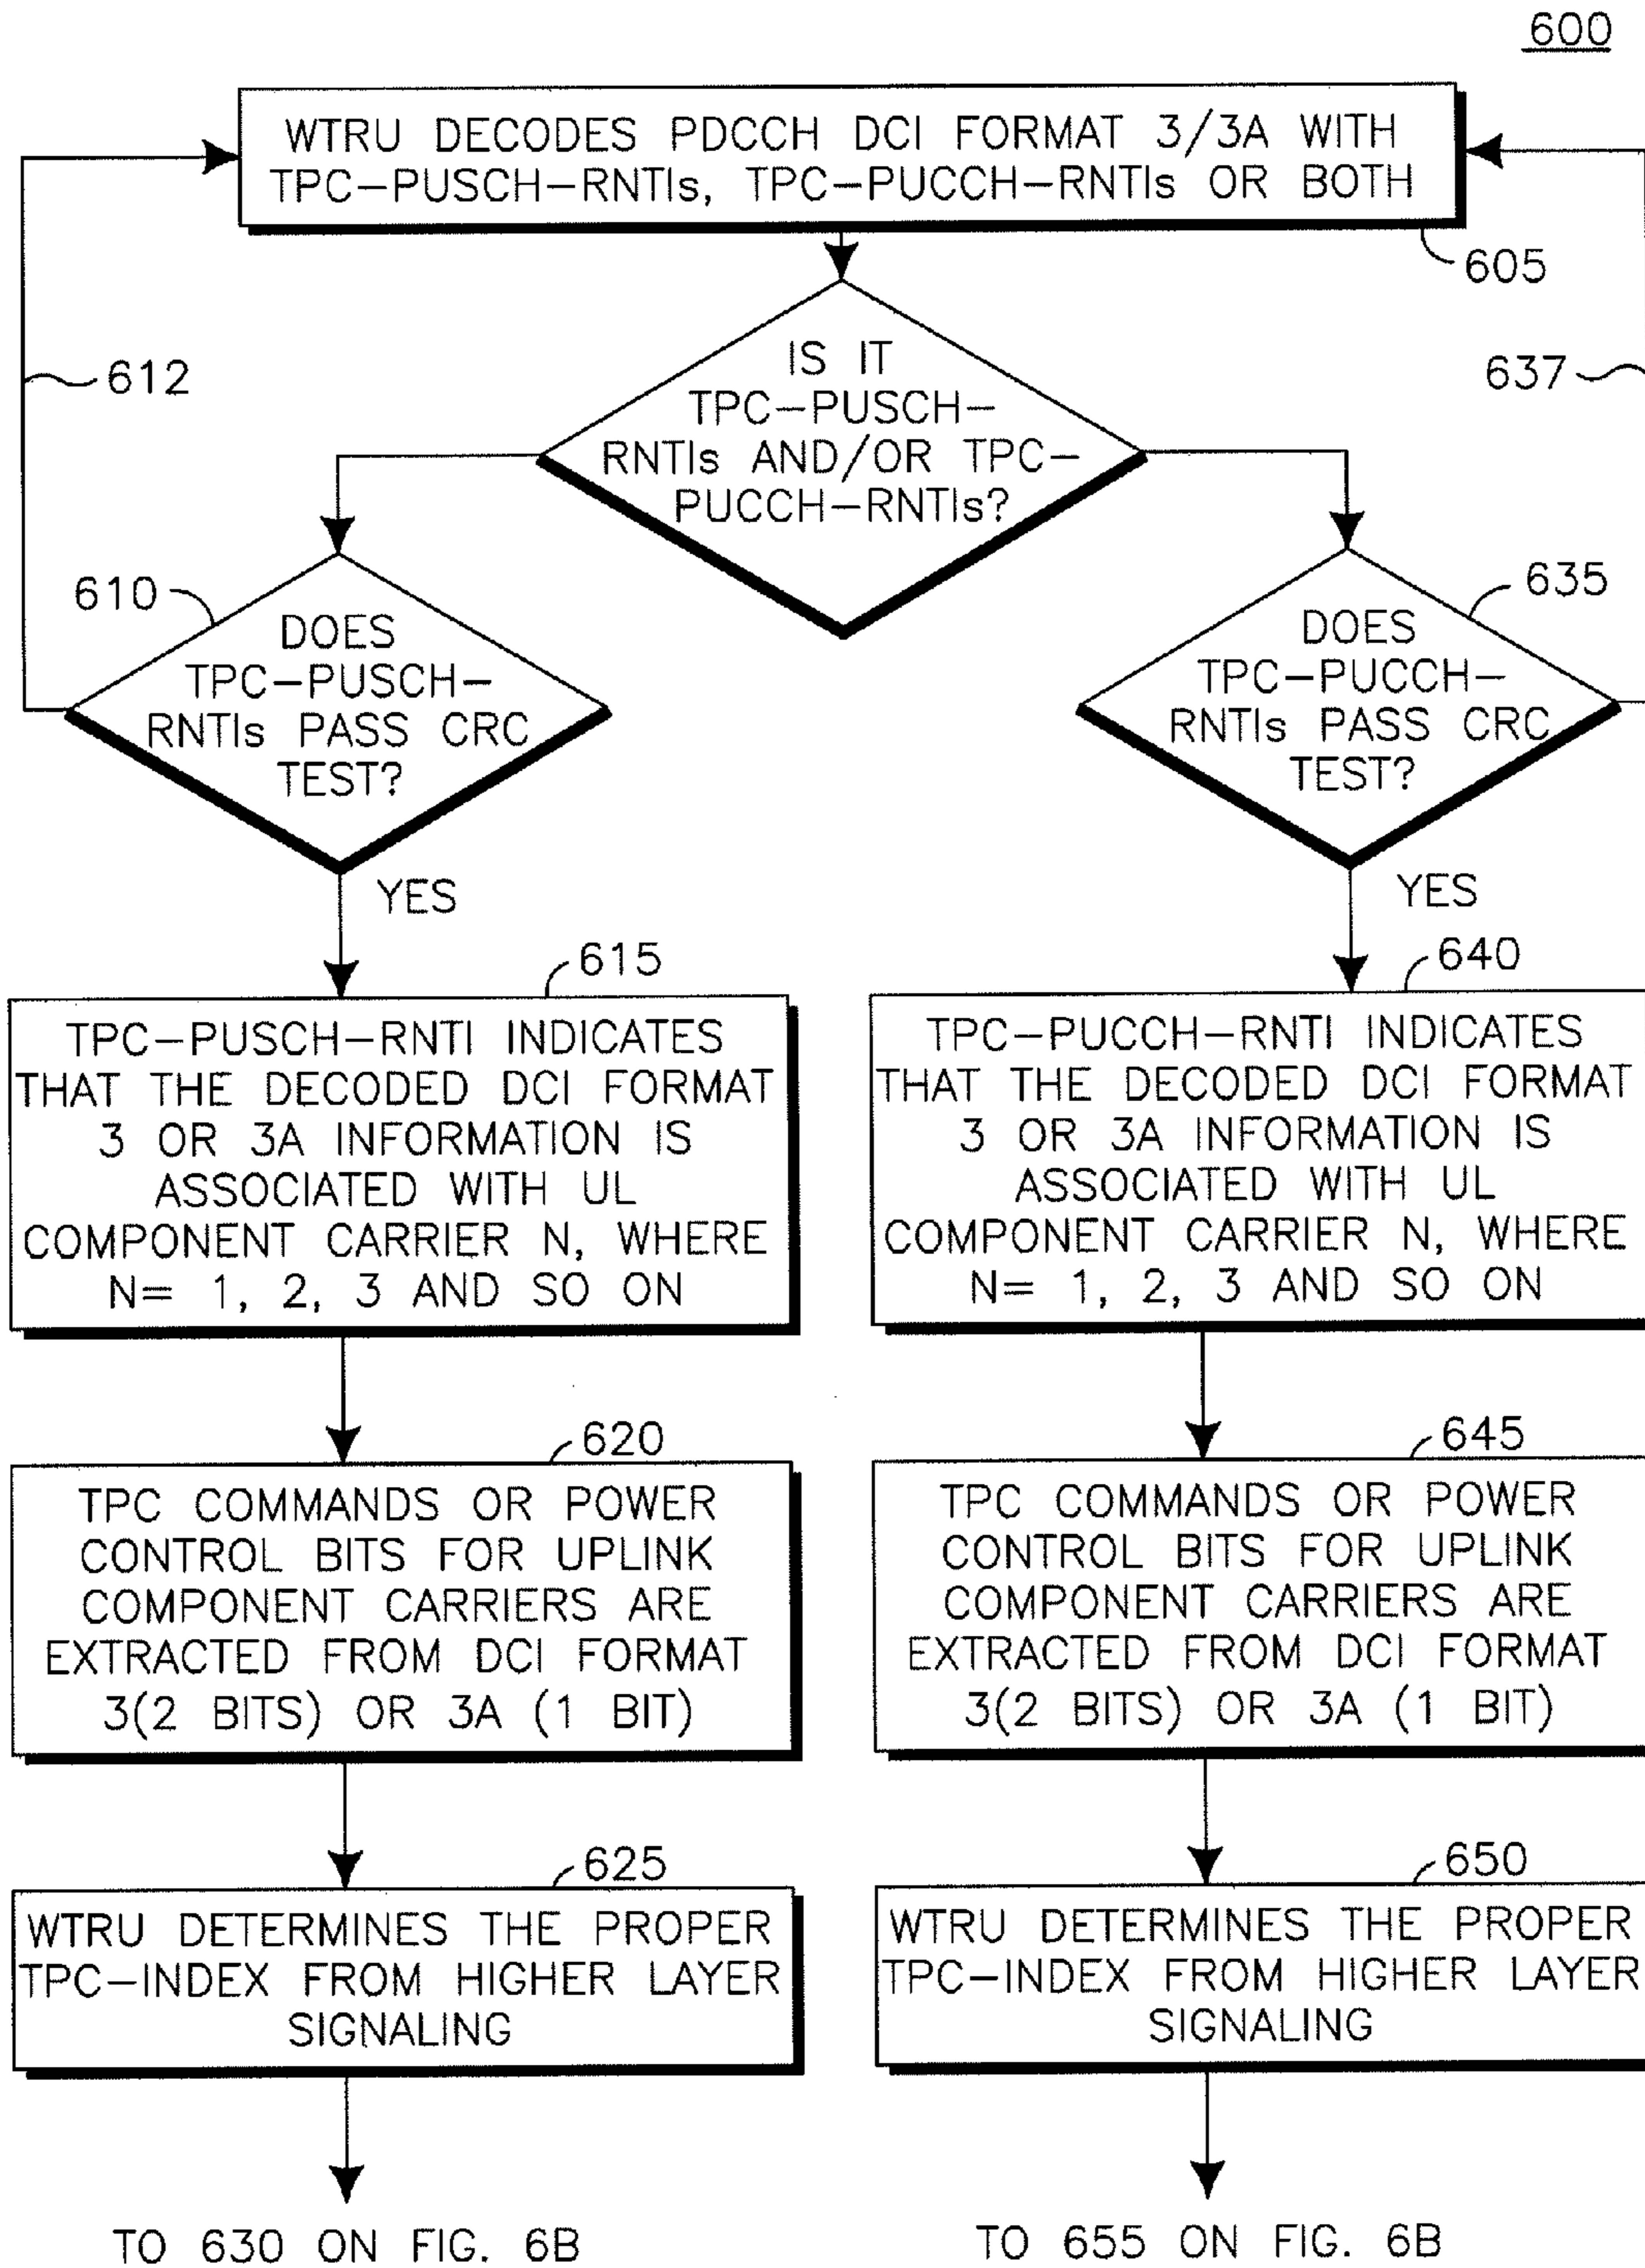 600
WTRU DECODES PDCCH DCI FORMAT 3/3A WITH
TPC-PUSCH-RNTIs, TPC-PUCCH-RNTIs OR BOTH
605
IS IT
TPC-PUSCH-
RNTIs AND/OR TPC-
PUCCH-RNTIs?
612
637
610
DOES
TPC-PUSCH-
RNTIs PASS CRC
TEST?
YES
635
DOES
TPC-PUCCH-
RNTIs PASS CRC
TEST?
YES
615
TPC-PUSCH-RNTI INDICATES
THAT THE DECODED DCI FORMAT
3 OR 3A INFORMATION IS
ASSOCIATED WITH UL
COMPONENT CARRIER N, WHERE
N= 1, 2, 3 AND SO ON
640
TPC-PUCCH-RNTI INDICATES
THAT THE DECODED DCI FORMAT
3 OR 3A INFORMATION IS
ASSOCIATED WITH UL
COMPONENT CARRIER N, WHERE
N= 1, 2, 3 AND SO ON
620
TPC COMMANDS OR POWER
CONTROL BITS FOR UPLINK
COMPONENT CARRIERS ARE
EXTRACTED FROM DCI FORMAT
3(2 BITS) OR 3A (1 BIT)
645
TPC COMMANDS OR POWER
CONTROL BITS FOR UPLINK
COMPONENT CARRIERS ARE
EXTRACTED FROM DCI FORMAT
3(2 BITS) OR 3A (1 BIT)
625
WTRU DETERMINES THE PROPER
TPC-INDEX FROM HIGHER LAYER
SIGNALING
650
WTRU DETERMINES THE PROPER
TPC-INDEX FROM HIGHER LAYER
SIGNALING
TO 630 ON FIG. 6B
TO 655 ON FIG. 6B